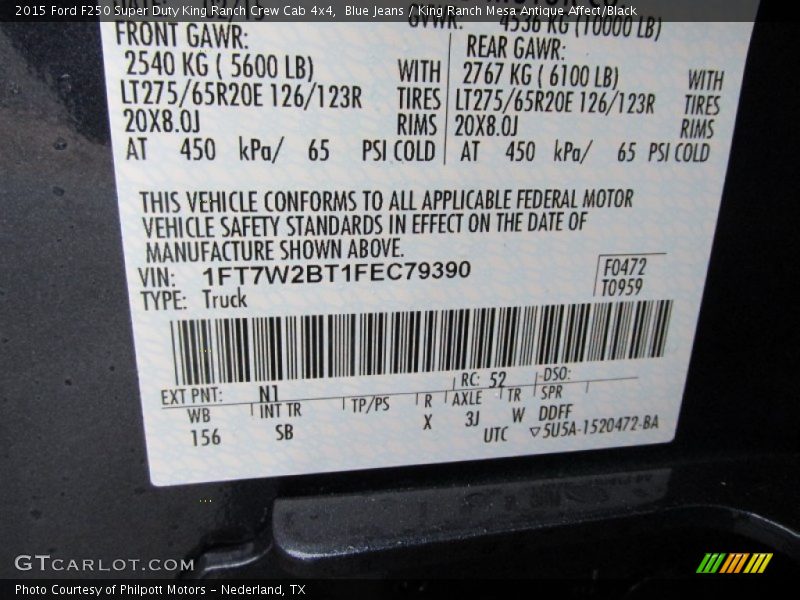 2015 Ford F250 Super Duty King Ranch Crew Cab 4x4, Blue Jeans / King Ranch Mesa Antique Affect/Black
GVWR: 4536 KG (10000 LB)
FRONT GAWR:
2540 KG ( 5600 LB) WITH
LT275/65R20E 126/123R TIRES
20X8.0J RIMS
AT 450 kPa/ 65 PSI COLD
REAR GAWR:
2767 KG ( 6100 LB) WITH
LT275/65R20E 126/123R TIRES
20X8.0J RIMS
AT 450 kPa/ 65 PSI COLD
THIS VEHICLE CONFORMS TO ALL APPLICABLE FEDERAL MOTOR
VEHICLE SAFETY STANDARDS IN EFFECT ON THE DATE OF
MANUFACTURE SHOWN ABOVE.
VIN: 1FT7W2BT1FEC79390
F0472
TYPE: Truck
T0959
EXT PNT: N1 RC: 52 DSO:
WB INT TR TP/PS R AXLE TR SPR
156 SB X 3J W DDFF
UTC ▽5U5A-1520472-BA
GTCARLOT.COM
Photo Courtesy of Philpott Motors - Nederland, TX